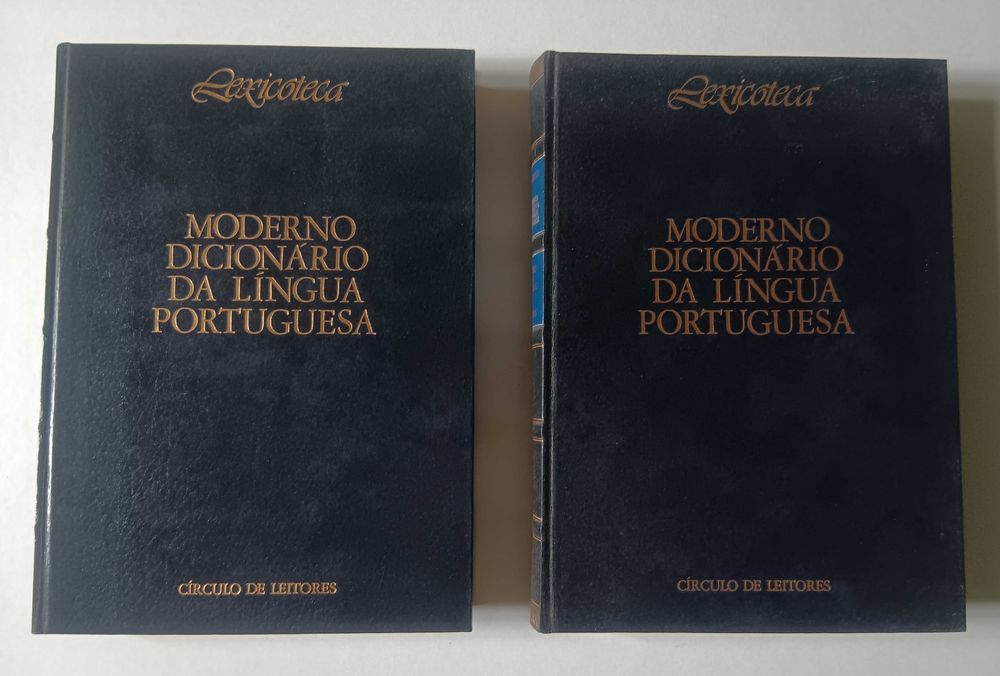 Lexicoteca
MODERNO
DICIONÁRIO
DA LÍNGUA
PORTUGUESA
CÍRCULO DE LEITORES
Lexicoteca
MODERNO
DICIONÁRIO
DA LÍNGUA
PORTUGUESA
CÍRCULO DE LEITORES